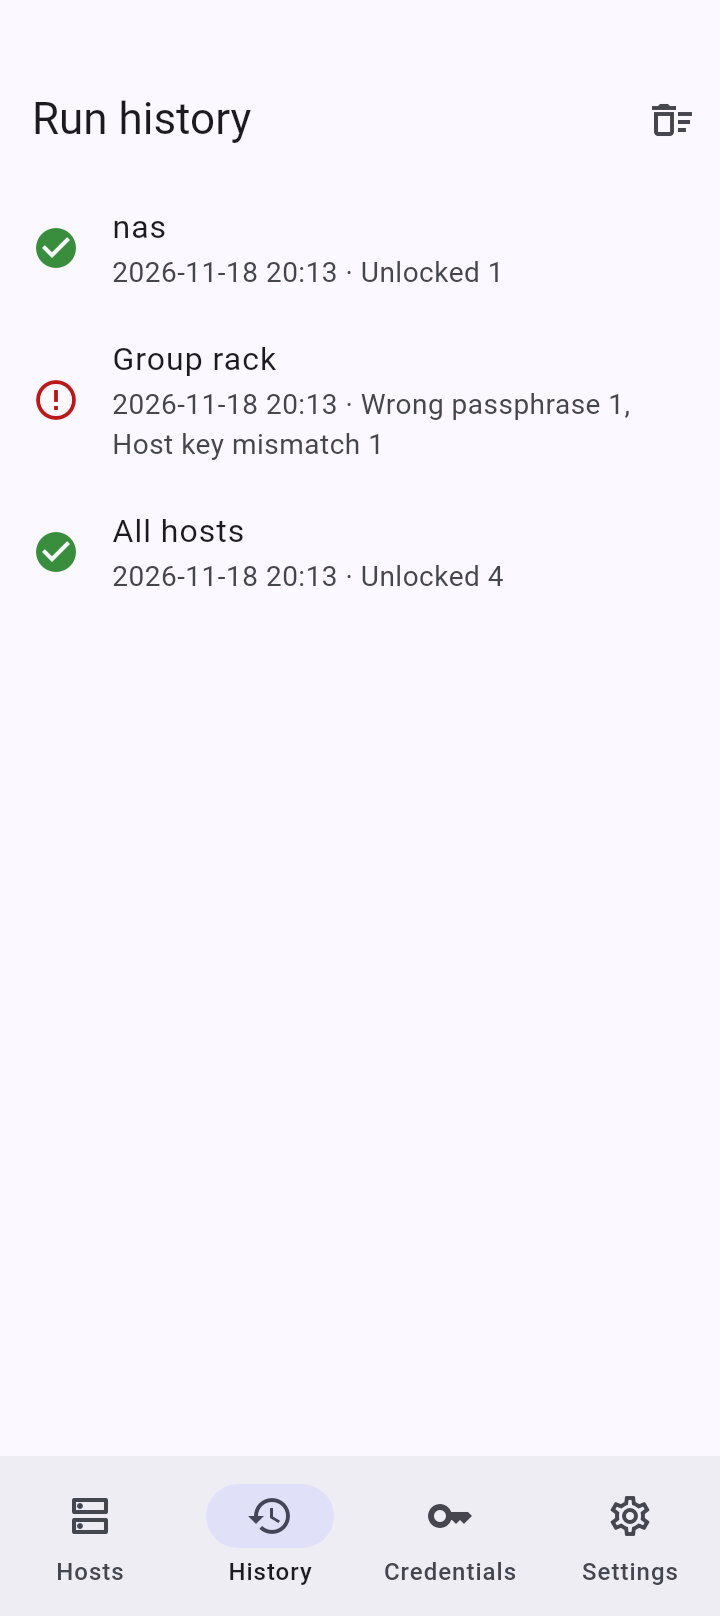 Run history
nas
2026-11-18 20:13 · Unlocked 1
Group rack
2026-11-18 20:13 · Wrong passphrase 1,
Host key mismatch 1
All hosts
2026-11-18 20:13 · Unlocked 4
Hosts
History
Credentials
Settings